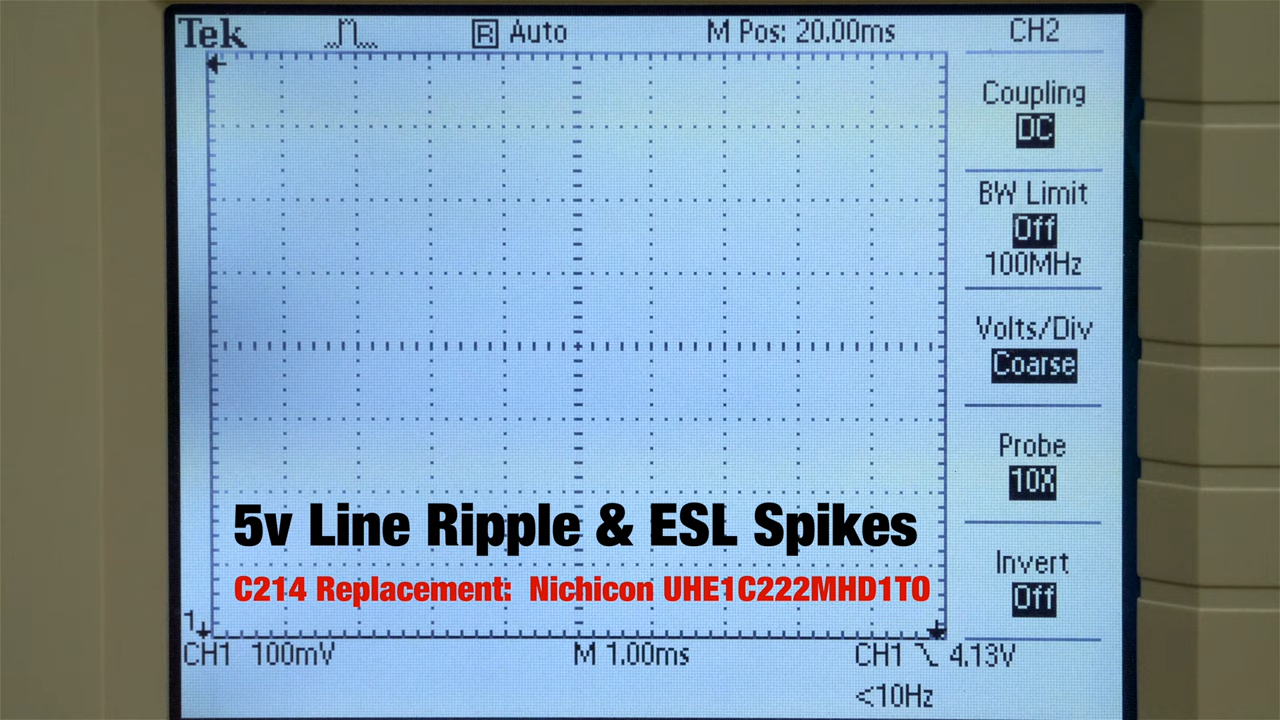 Tek R Auto M Pos: 20.00ms CH2
Coupling
DC
BW Limit
Off
100MHz
Volts/Div
Coarse
Probe
10X
Invert
Off
5v Line Ripple & ESL Spikes
C214 Replacement: Nichicon UHE1C222MHD1TO
1
CH1 100mV M 1.00ms CH1 4.13V
<10Hz